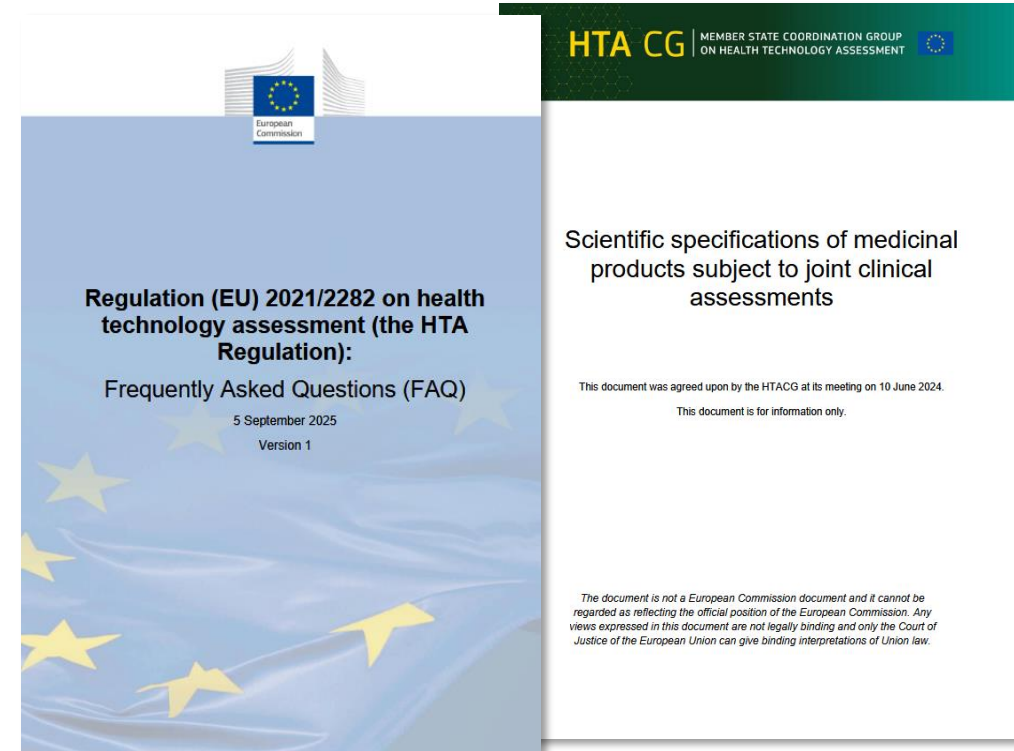 European
Commission
Regulation (EU) 2021/2282 on health
technology assessment (the HTA
Regulation):
Frequently Asked Questions (FAQ)
5 September 2025
Version 1
HTA CG
MEMBER STATE COORDINATION GROUP
ON HEALTH TECHNOLOGY ASSESSMENT
Scientific specifications of medicinal
products subject to joint clinical
assessments
This document was agreed upon by the HTACG at its meeting on 10 June 2024.
This document is for information only.
The document is not a European Commission document and it cannot be
regarded as reflecting the official position of the European Commission. Any
views expressed in this document are not legally binding and only the Court of
Justice of the European Union can give binding interpretations of Union law.